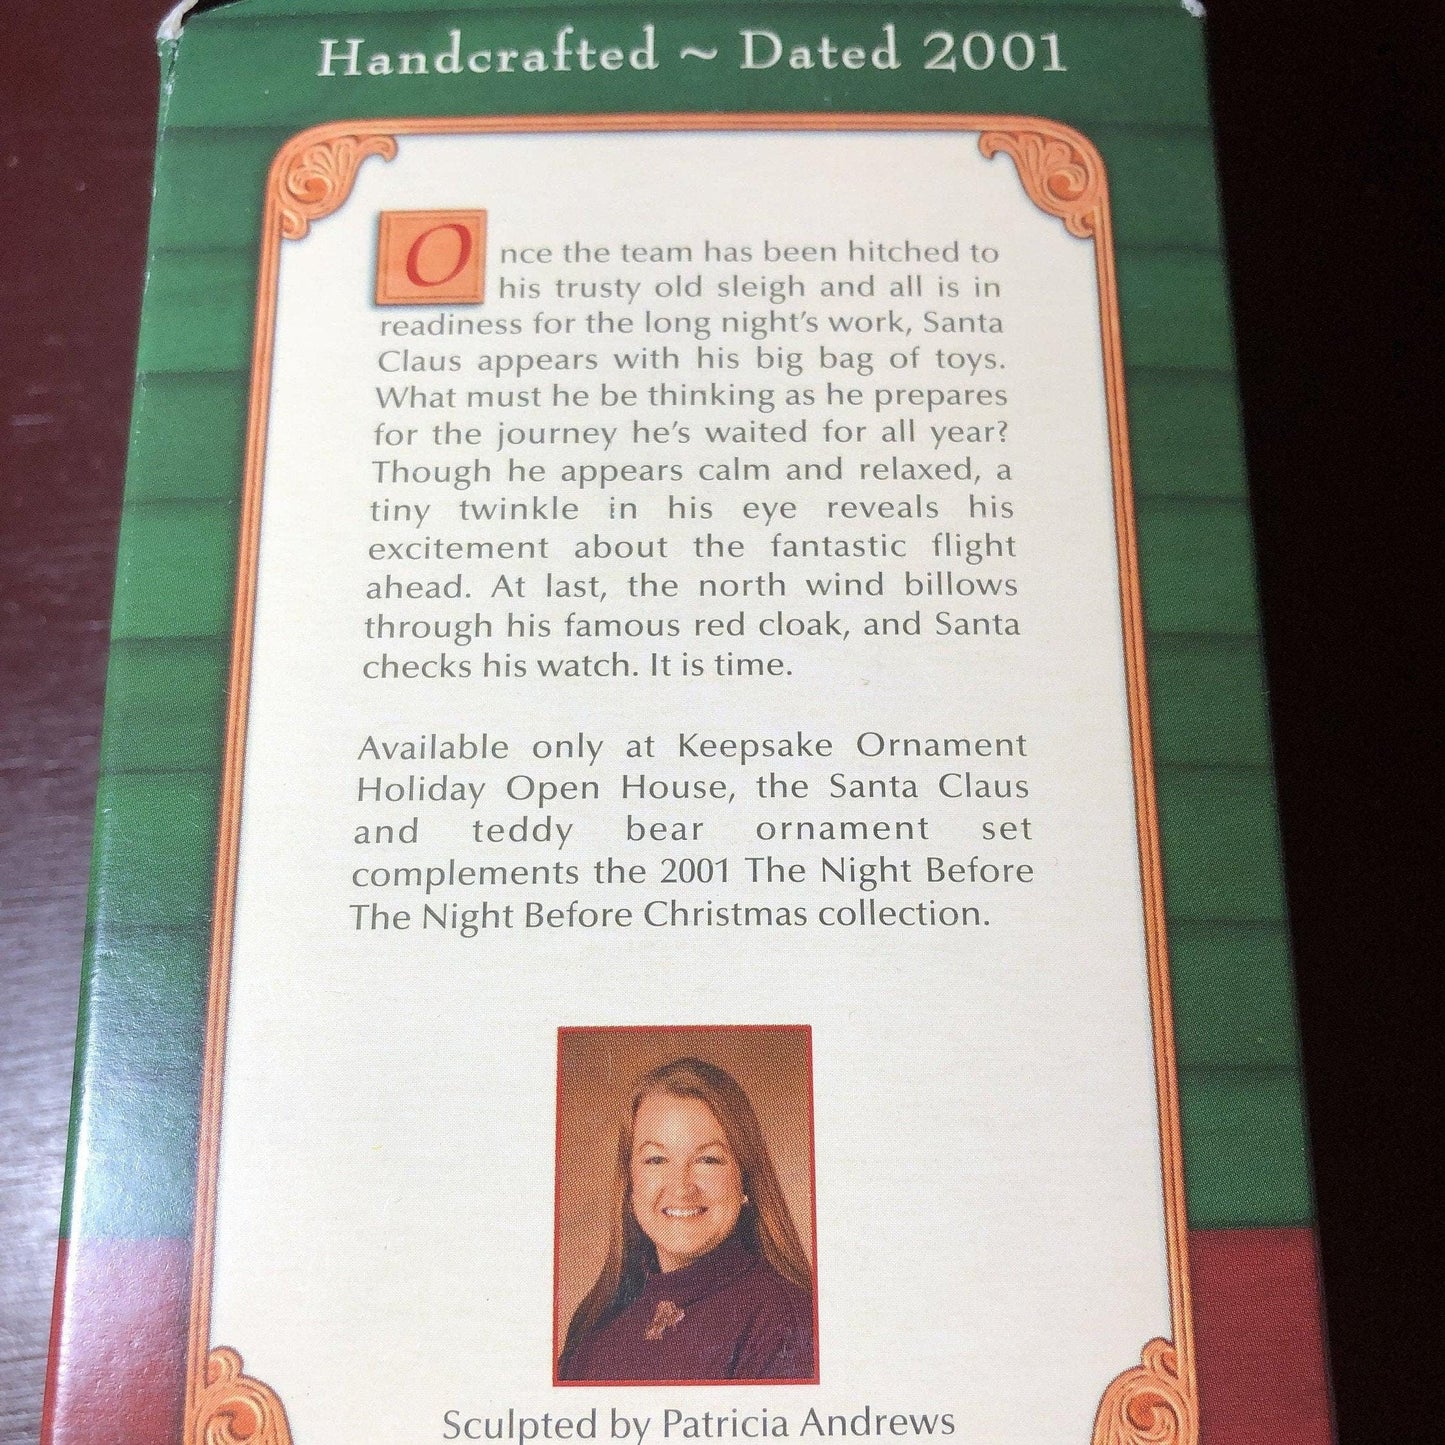 Handcrafted ~ Dated 2001
Once the team has been hitched to
his trusty old sleigh and all is in
readiness for the long night's work, Santa
Claus appears with his big bag of toys.
What must he be thinking as he prepares
for the journey he's waited for all year?
Though he appears calm and relaxed, a
tiny twinkle in his eye reveals his
excitement about the fantastic flight
ahead. At last, the north wind billows
through his famous red cloak, and Santa
checks his watch. It is time.
Available only at Keepsake Ornament
Holiday Open House, the Santa Claus
and teddy bear ornament set
complements the 2001 The Night Before
The Night Before Christmas collection.
Sculpted by Patricia Andrews